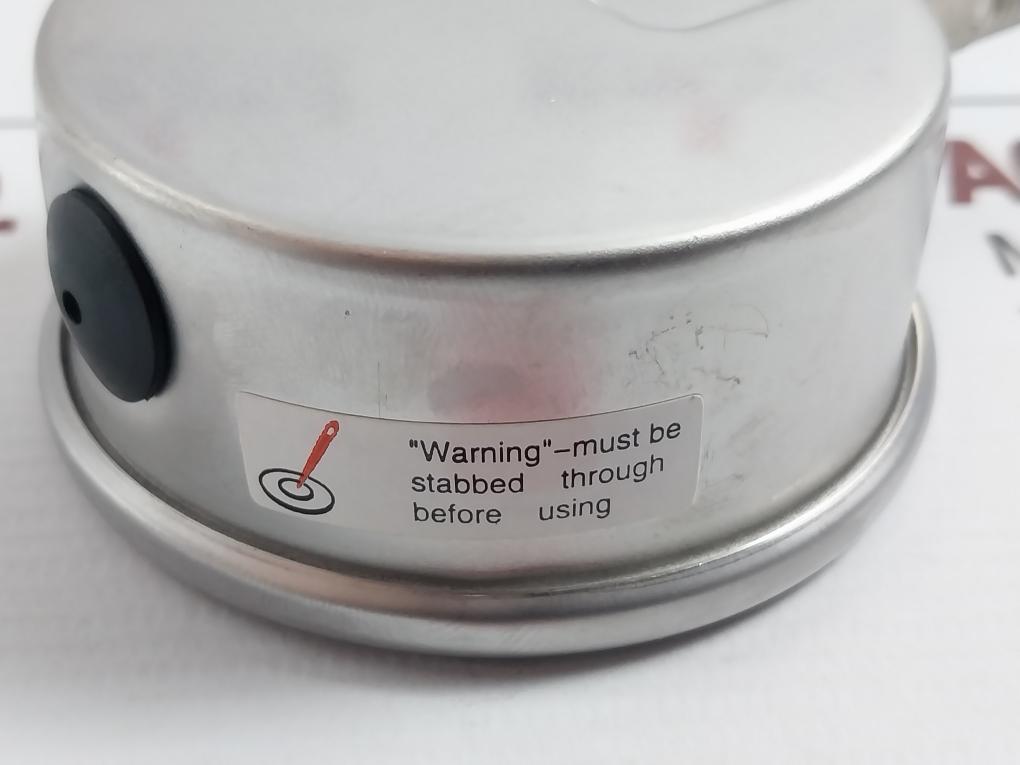 "Warning"–must be
stabbed through
before using